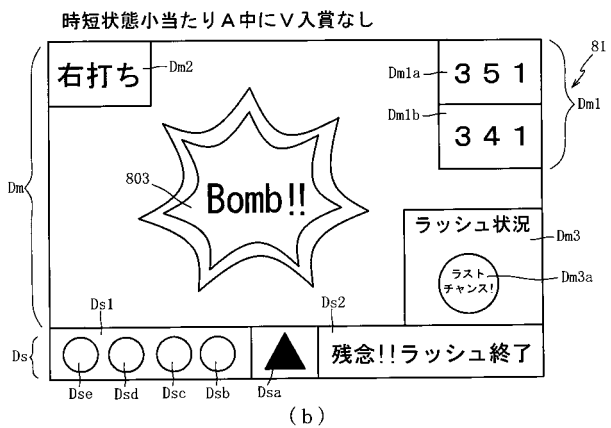 時短状態小当たりA中にV入賞なし
右打ち
Dm2
Dm1a
351
81
Dm1b
341
Dm1
Dm
803
Bomb!!
ラッシュ状況
Dm3
ラスト
チャンス!
Dm3a
Ds1
Ds2
Ds
残念!!ラッシュ終了
Dse
Dsd
Dsc
Dsb
Dsa
(b)